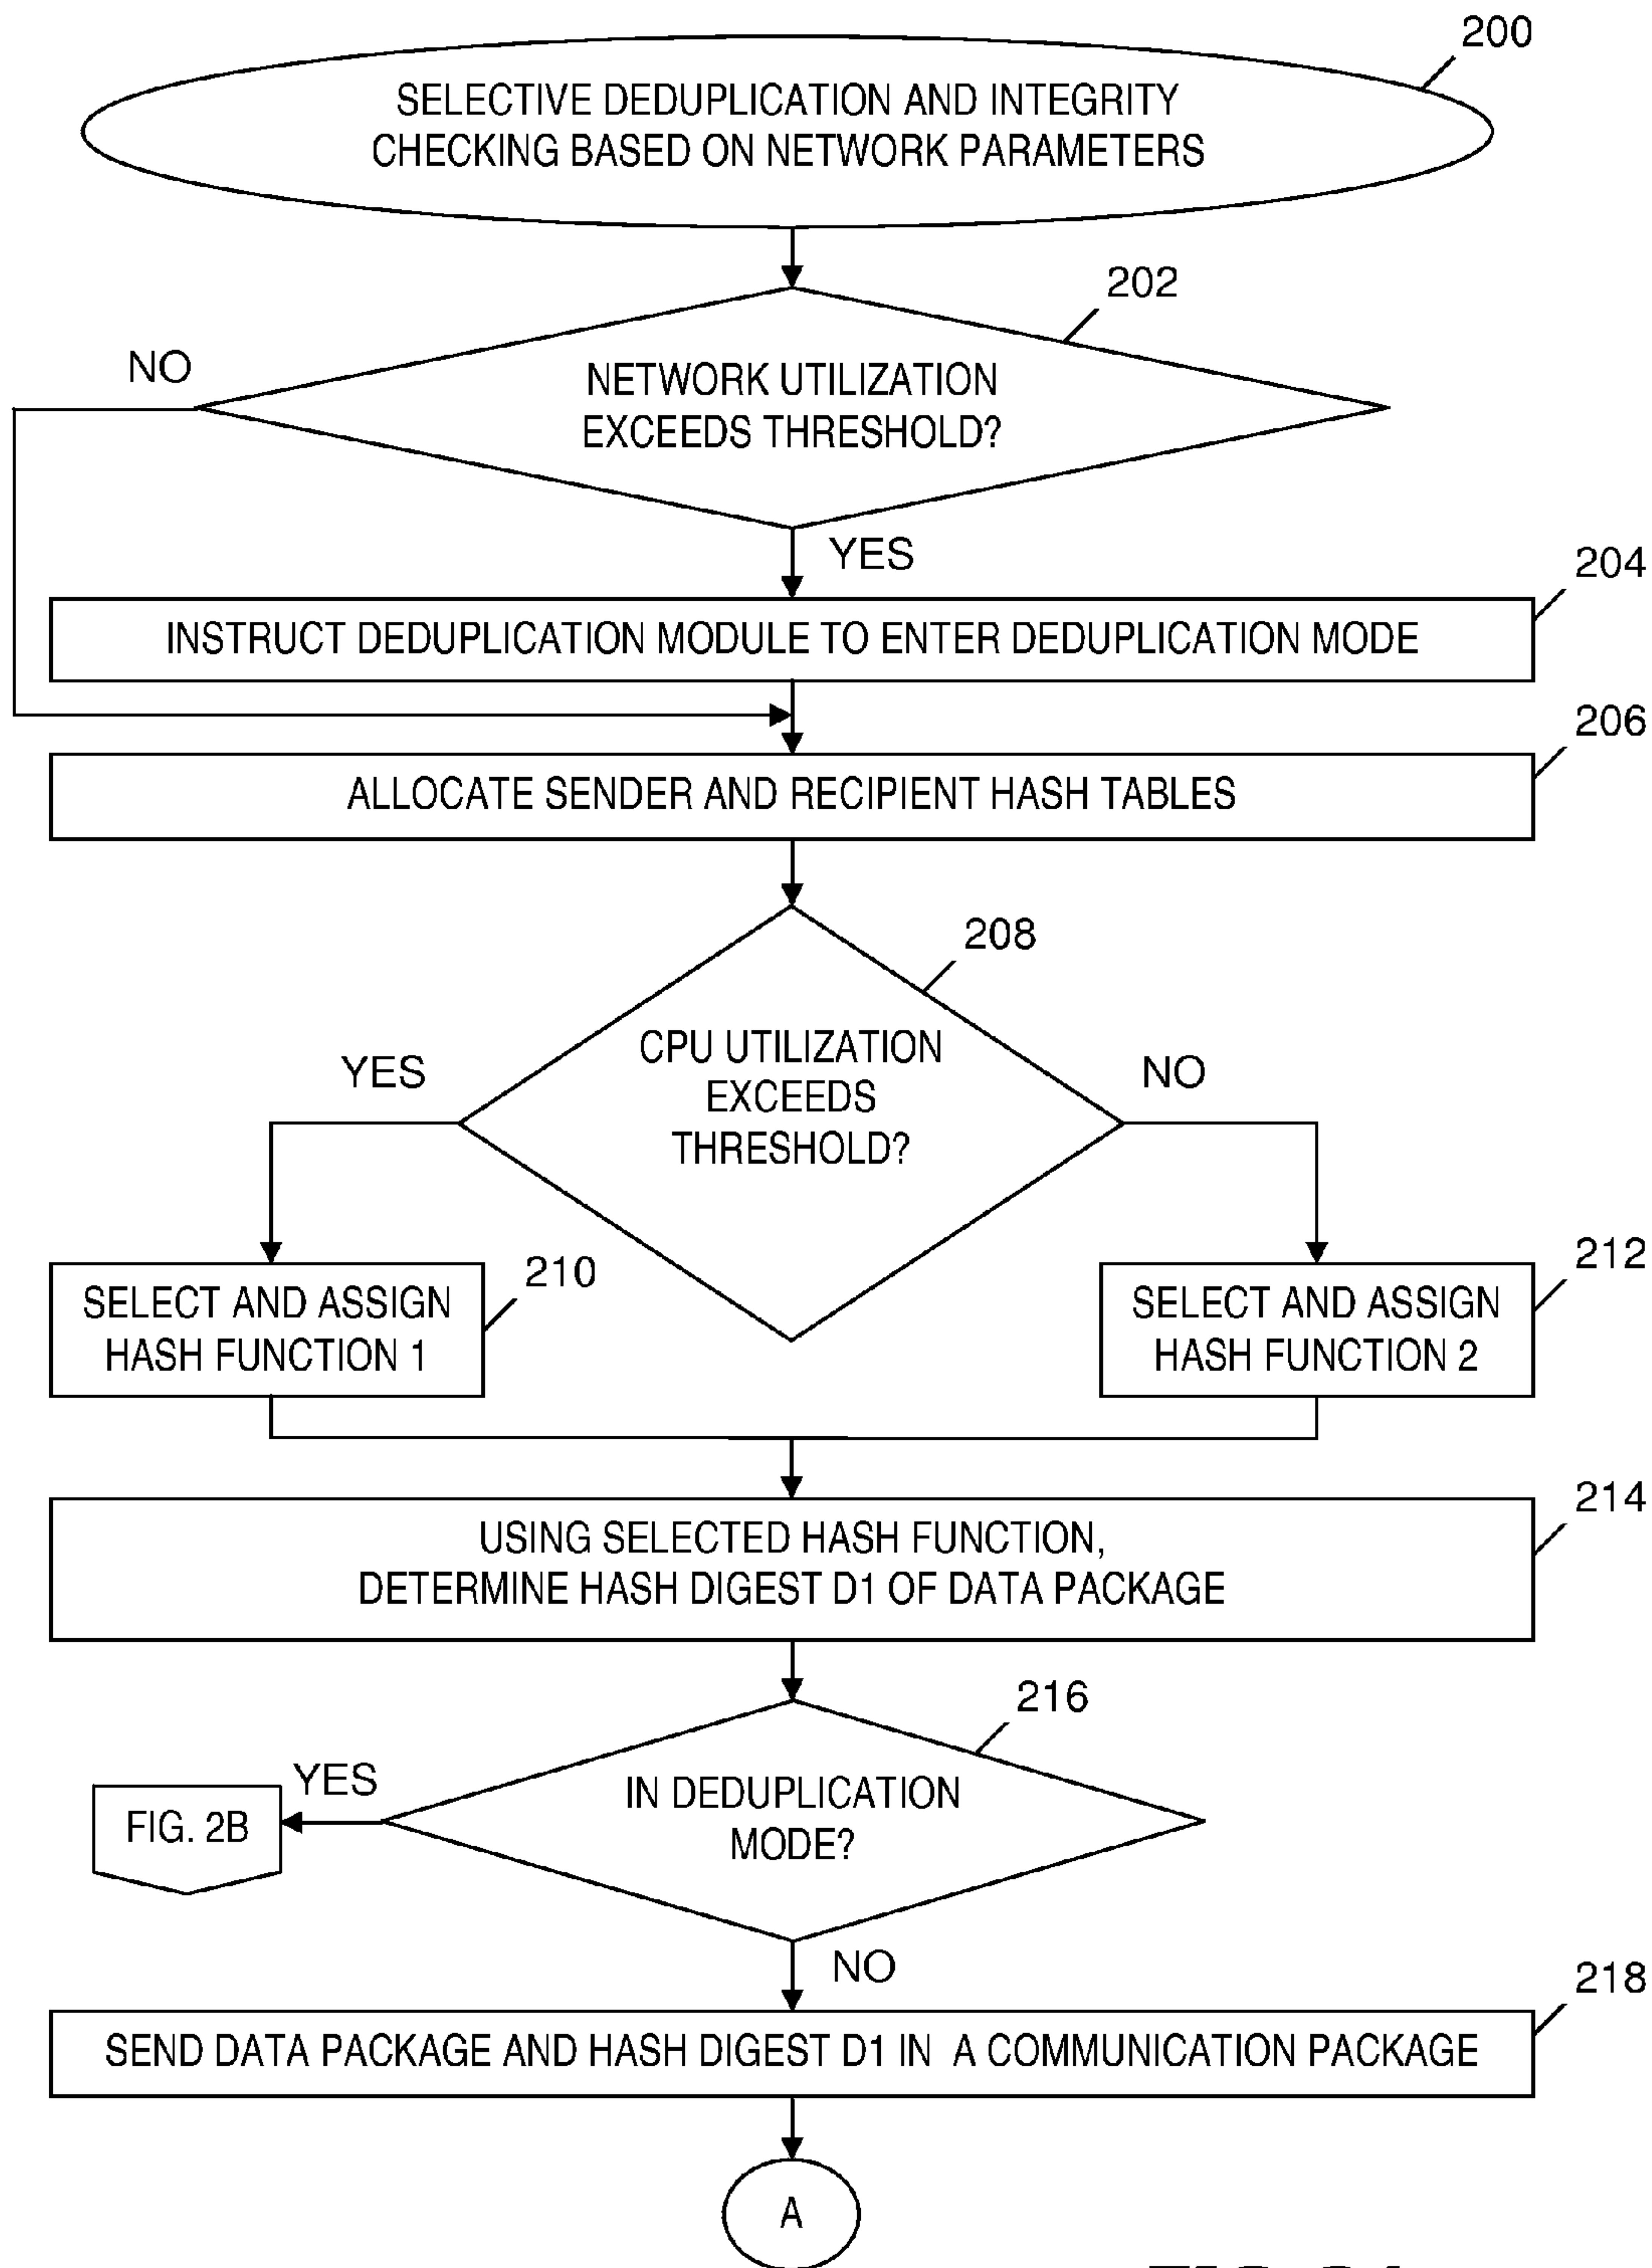 200
SELECTIVE DEDUPLICATION AND INTEGRITY
CHECKING BASED ON NETWORK PARAMETERS
202
NO
NETWORK UTILIZATION
EXCEEDS THRESHOLD?
YES
204
INSTRUCT DEDUPLICATION MODULE TO ENTER DEDUPLICATION MODE
206
ALLOCATE SENDER AND RECIPIENT HASH TABLES
208
CPU UTILIZATION
EXCEEDS
THRESHOLD?
YES
NO
210
SELECT AND ASSIGN
HASH FUNCTION 1
212
SELECT AND ASSIGN
HASH FUNCTION 2
214
USING SELECTED HASH FUNCTION,
DETERMINE HASH DIGEST D1 OF DATA PACKAGE
216
IN DEDUPLICATION
MODE?
YES
FIG. 2B
NO
218
SEND DATA PACKAGE AND HASH DIGEST D1 IN A COMMUNICATION PACKAGE
A